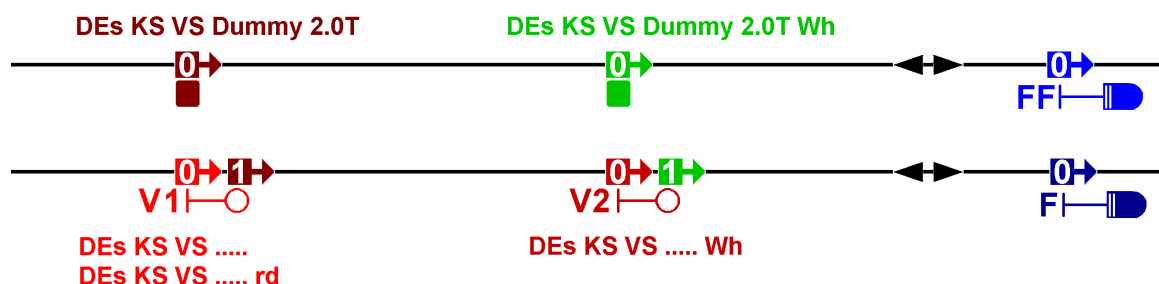 DEs KS VS Dummy 2.0T DEs KS VS Dummy 2.0T Wh
0 0 0
FF
0 1 0 1 0
V1 V2 F
DEs KS VS ..... DEs KS VS ..... Wh
DEs KS VS ..... rd